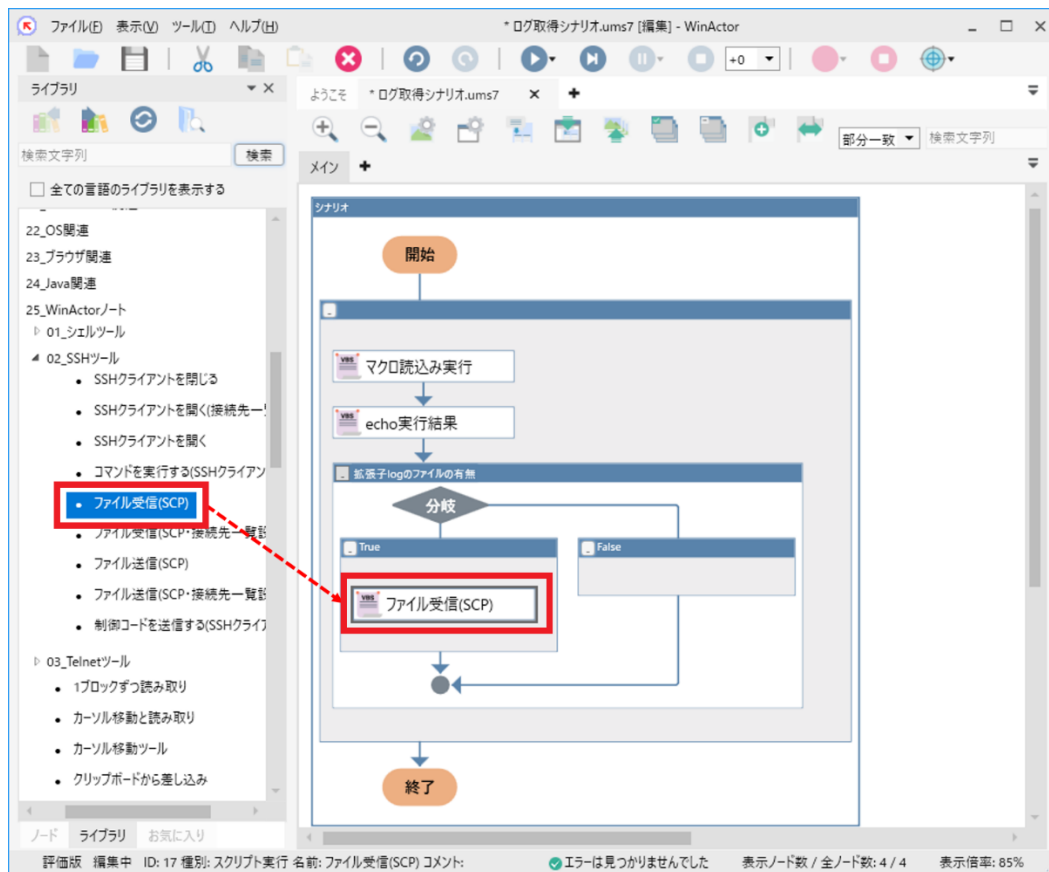 ファイル(F) 表示(V) ツール(T) ヘルプ(H)
* ログ取得シナリオ.ums7 [編集] - WinActor
+0
ライブラリ
ようこそ
* ログ取得シナリオ.ums7
検索文字列
検索
部分一致
検索文字列
全ての言語のライブラリを表示する
メイン
22_OS関連
23_ブラウザ関連
24_Java関連
25_WinActorノート
01_シェルツール
02_SSHツール
SSHクライアントを閉じる
SSHクライアントを開く(接続先一
SSHクライアントを開く
コマンドを実行する(SSHクライアン
ファイル受信(SCP)
ファイル受信(SCP・接続先一覧
ファイル送信(SCP)
ファイル送信(SCP・接続先一覧
制御コードを送信する(SSHクライ
03_Telnetツール
1ブロックずつ読み取り
カーソル移動と読み取り
カーソル移動ツール
クリップボードから差し込み
ノード
ライブラリ
お気に入り
シナリオ
開始
VBS
マクロ読込み実行
VBS
echo実行結果
拡張子logのファイルの有無
分岐
True
False
VBS
ファイル受信(SCP)
終了
評価版 編集中 ID: 17 種別: スクリプト実行 名前: ファイル受信(SCP) コメント:
エラーは見つかりませんでした
表示ノード数 / 全ノード数: 4 / 4
表示倍率: 85%